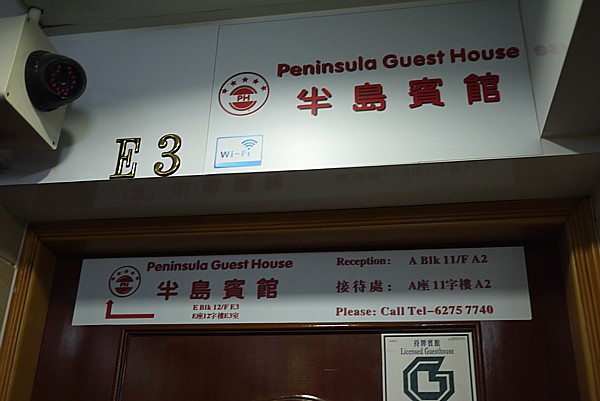 Peninsula Guest House
PH
半島賓館
Wi-Fi
E3
Peninsula Guest House
PH
半島賓館
E Blk 12/F E3
E座12字樓E3室
Reception: A Blk 11/F A2
接待處: A座 11字樓 A2
Please: Call Tel-6275 7740
持牌賓館
Licensed Guesthouse